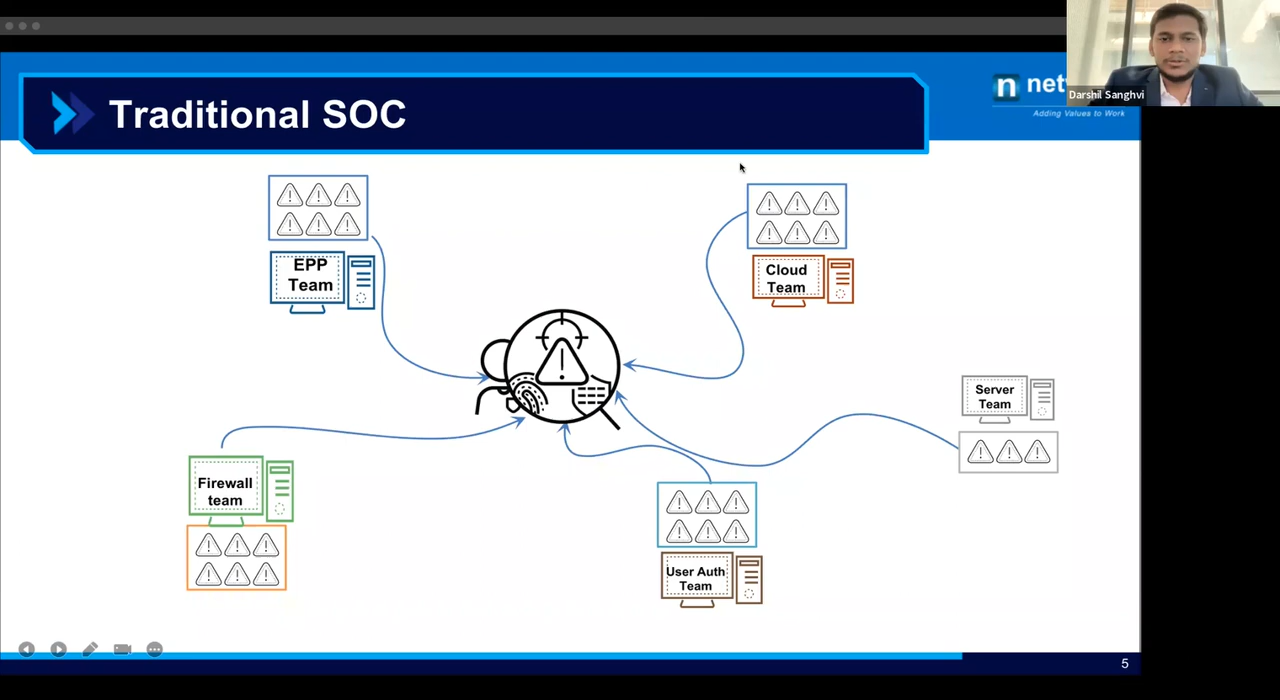 Traditional SOC
n net
Adding Values to Work
Darshil Sanghvi
EPP
Team
Cloud
Team
Server
Team
Firewall
team
User Auth
Team
5